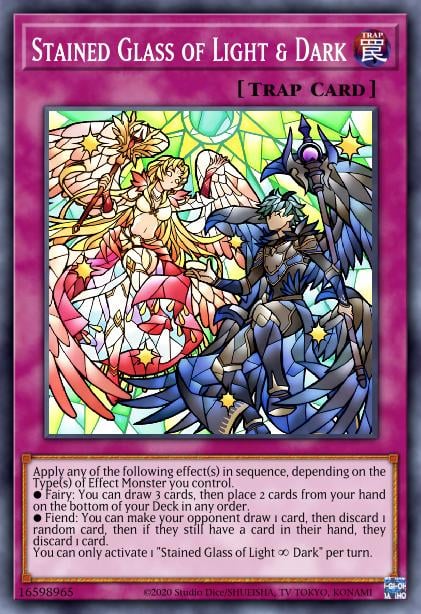 STAINED GLASS OF LIGHT & DARK
TRAP
罠
[TRAP CARD]
Apply any of the following effect(s) in sequence, depending on the
Type(s) of Effect Monster you control.
● Fairy: You can draw 3 cards, then place 2 cards from your hand
on the bottom of your Deck in any order.
● Fiend: You can make your opponent draw 1 card, then discard 1
random card, then if they still have a card in their hand, they
discard 1 card.
You can only activate 1 "Stained Glass of Light ∞ Dark" per turn.
16598965
©2020 Studio Dice/SHUEISHA, TV TOKYO, KONAMI